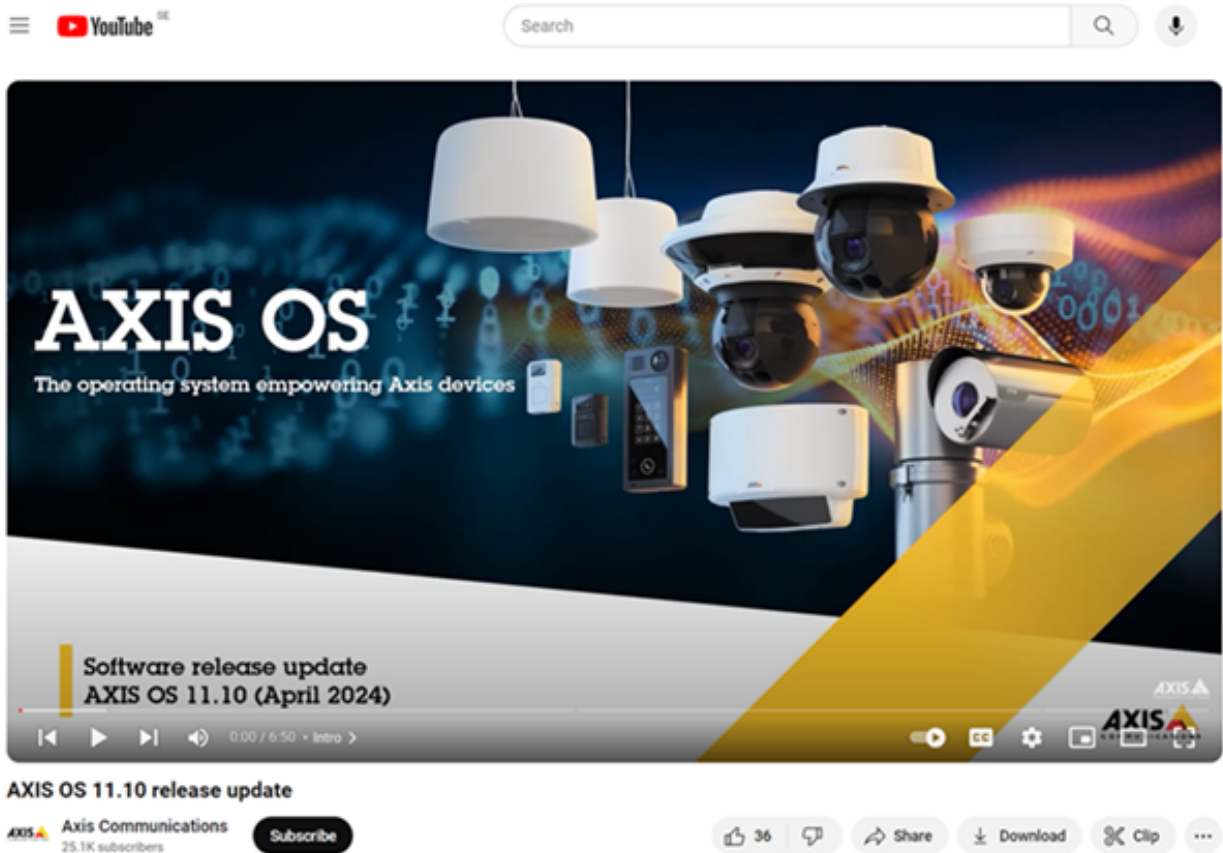 YouTube SE
Search
AXIS OS
The operating system empowering Axis devices
Software release update
AXIS OS 11.10 (April 2024)
AXIS
AXIS
COMMUNICATIONS
0:00 / 6:50 • Intro >
CC
AXIS OS 11.10 release update
AXIS
Axis Communications
25.1K subscribers
Subscribe
36
Share
Download
Clip